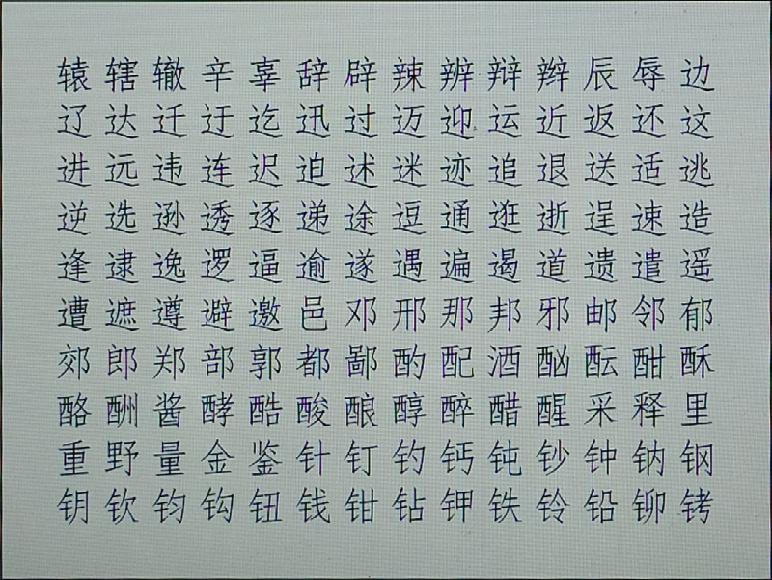 辕辖辙辛辜辞辟辣辨辩辫辰辱边
辽达迁迂迄迅过迈迎运近返还这
进远违连迟迫述迷迹追退送适逃
逆选逊透逐递途逗通逛逝逞速造
逢逮逸逻逼逾遂遇遍遏道遗遣遥
遭遮遵避邀邑邓邢那邦邪邮邻郁
郊郎郑部郭都鄙酌配酒酗酝酣酥
酪酬酱酵酷酸酿醇醉醋醒采释里
重野量金鉴针钉钓钙钝钞钟钠钢
钥钦钧钩钮钱钳钻钾铁铃铅铆铐